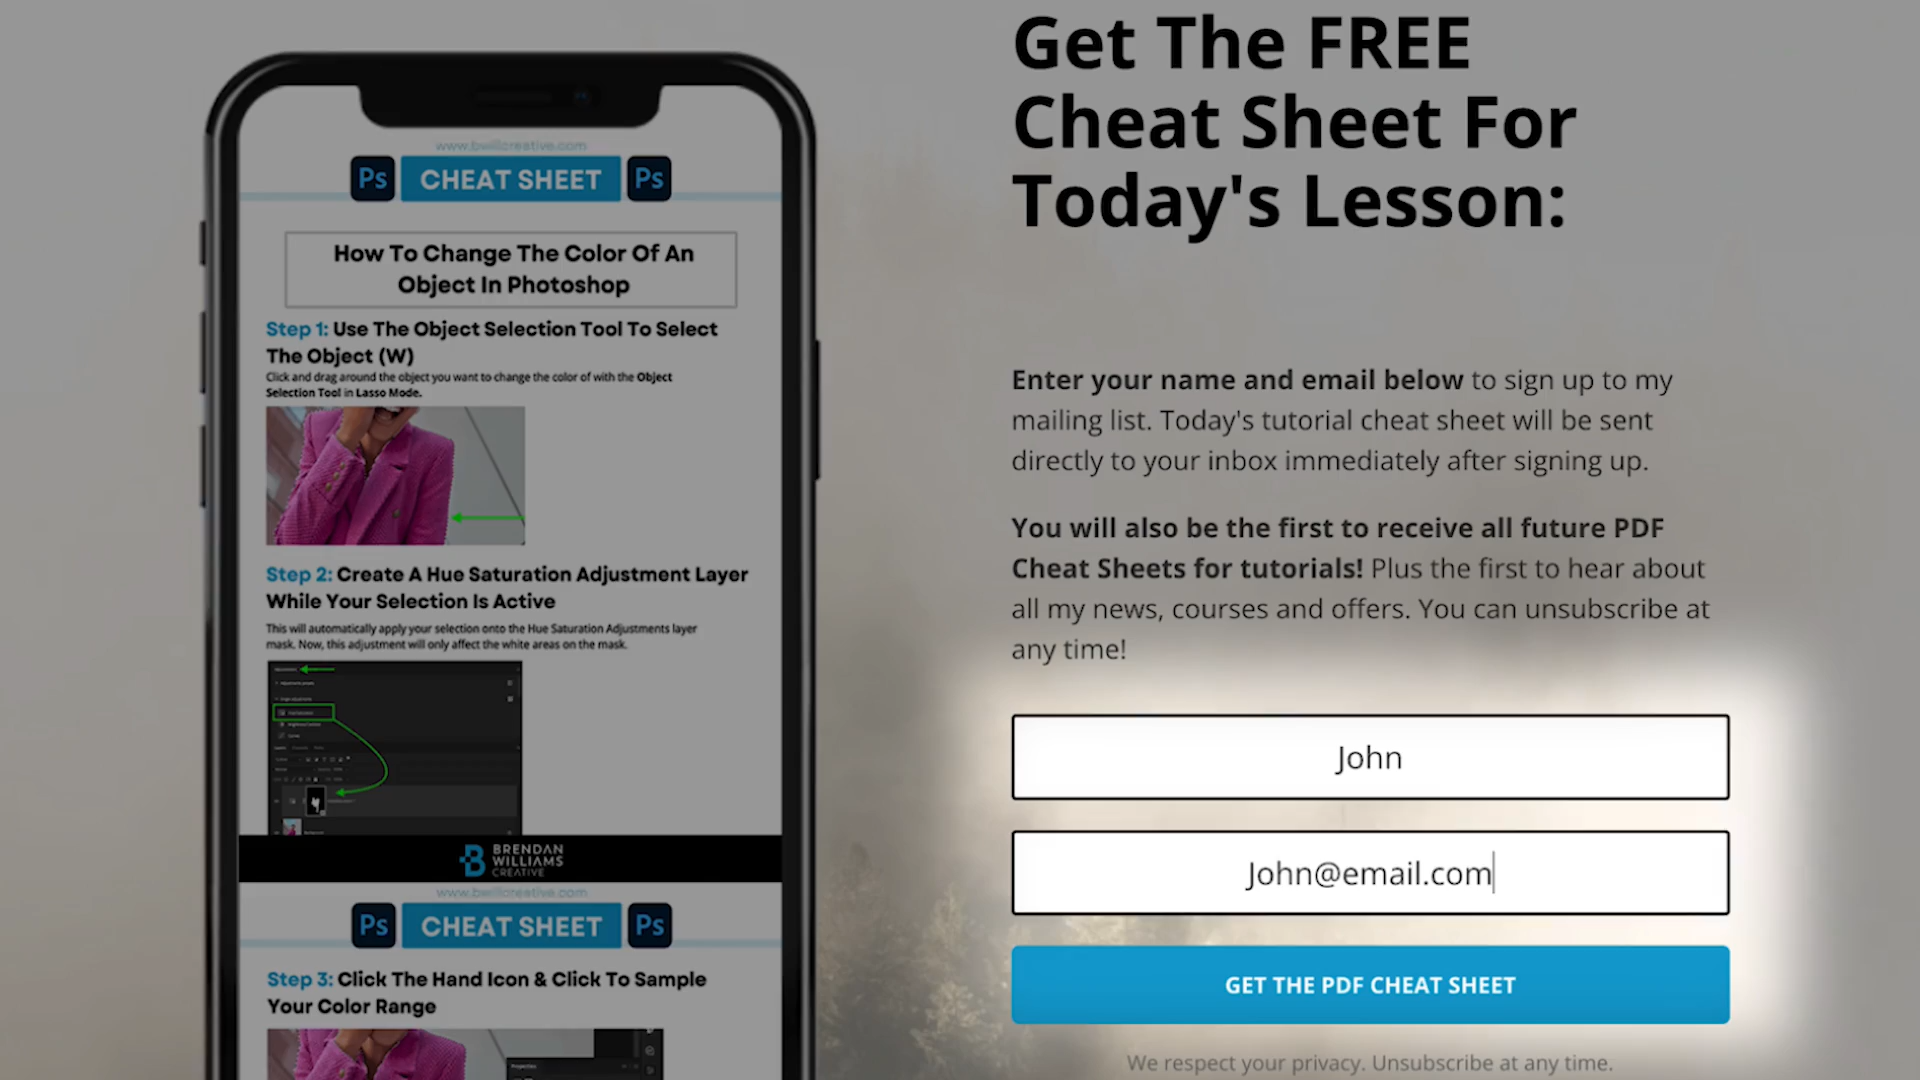 www.bwillcreative.com
Ps CHEAT SHEET Ps
How To Change The Color Of An
Object In Photoshop
Step 1: Use The Object Selection Tool To Select
The Object (W)
Click and drag around the object you want to change the color of with the Object
Selection Tool in Lasso Mode.
Step 2: Create A Hue Saturation Adjustment Layer
While Your Selection Is Active
This will automatically apply your selection onto the Hue Saturation Adjustments layer
mask. Now, this adjustment will only affect the white areas on the mask.
BRENDAN
WILLIAMS
CREATIVE
www.bwillcreative.com
Ps CHEAT SHEET Ps
Step 3: Click The Hand Icon & Click To Sample
Your Color Range
Properties
Get The FREE
Cheat Sheet For
Today's Lesson:
Enter your name and email below to sign up to my
mailing list. Today's tutorial cheat sheet will be sent
directly to your inbox immediately after signing up.
You will also be the first to receive all future PDF
Cheat Sheets for tutorials! Plus the first to hear about
all my news, courses and offers. You can unsubscribe at
any time!
John
John@email.com
GET THE PDF CHEAT SHEET
We respect your privacy. Unsubscribe at any time.